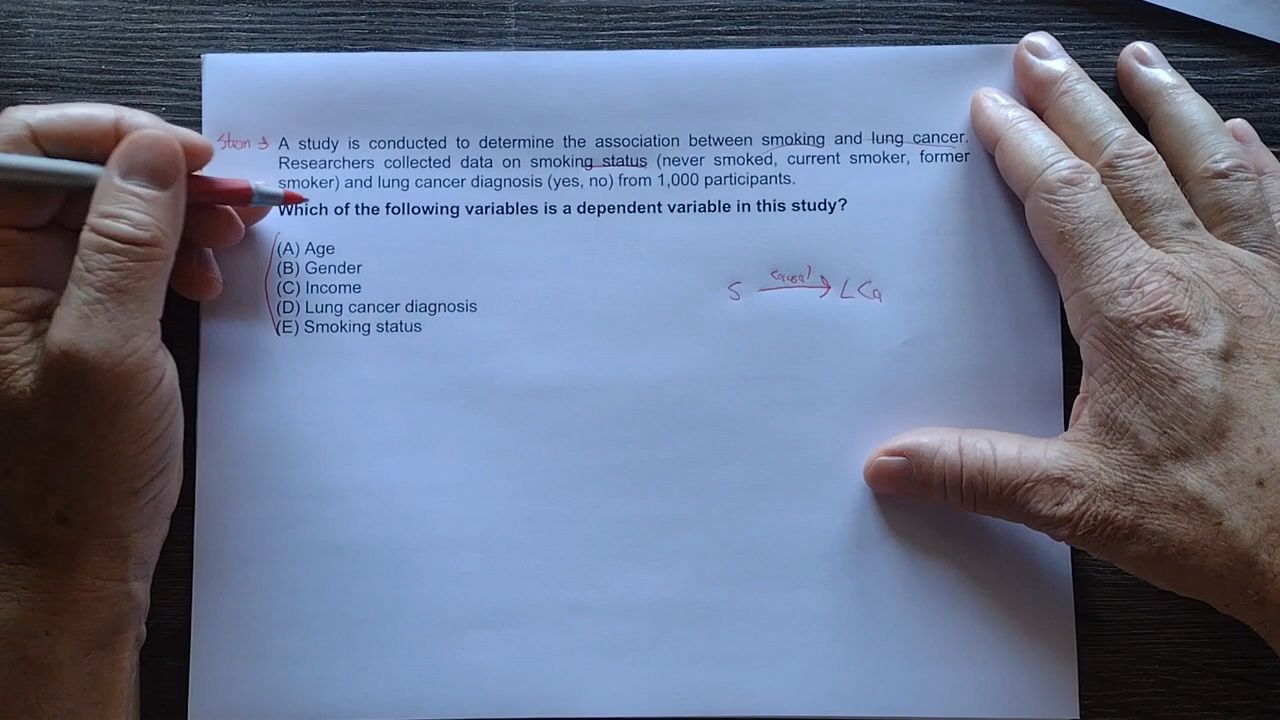 Stem A study is conducted to determine the association between smoking and lung cancer.
Researchers collected data on smoking status (never smoked, current smoker, former
smoker) and lung cancer diagnosis (yes, no) from 1,000 participants.
Which of the following variables is a dependent variable in this study?
(A) Age
(B) Gender
(C) Income
(D) Lung cancer diagnosis
(E) Smoking status
causal
S → LCa